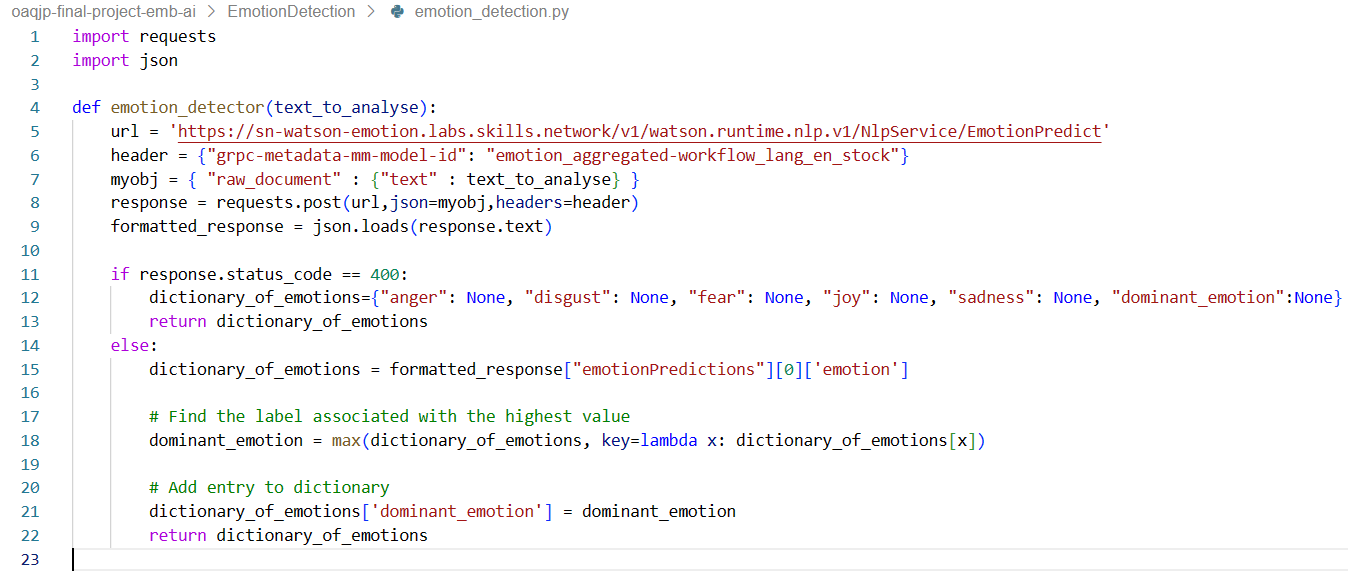 oaqjp-final-project-emb-ai > EmotionDetection > emotion_detection.py
1 import requests
2 import json
3
4 def emotion_detector(text_to_analyse):
5     url = 'https://sn-watson-emotion.labs.skills.network/v1/watson.runtime.nlp.v1/NlpService/EmotionPredict'
6     header = {"grpc-metadata-mm-model-id": "emotion_aggregated-workflow_lang_en_stock"}
7     myobj = { "raw_document" : {"text" : text_to_analyse} }
8     response = requests.post(url,json=myobj,headers=header)
9     formatted_response = json.loads(response.text)
10
11     if response.status_code == 400:
12         dictionary_of_emotions={"anger": None, "disgust": None, "fear": None, "joy": None, "sadness": None, "dominant_emotion":None}
13         return dictionary_of_emotions
14     else:
15         dictionary_of_emotions = formatted_response["emotionPredictions"][0]['emotion']
16
17         # Find the label associated with the highest value
18         dominant_emotion = max(dictionary_of_emotions, key=lambda x: dictionary_of_emotions[x])
19
20         # Add entry to dictionary
21         dictionary_of_emotions['dominant_emotion'] = dominant_emotion
22         return dictionary_of_emotions
23